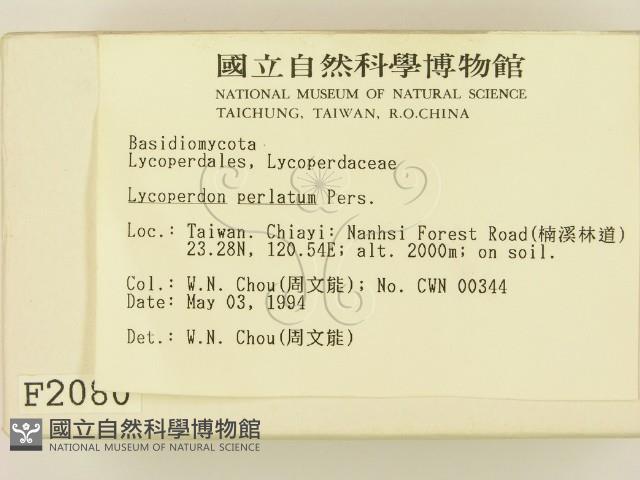 國立自然科學博物館
NATIONAL MUSEUM OF NATURAL SCIENCE
TAICHUNG, TAIWAN, R.O.CHINA
Basidiomycota
Lycoperdales, Lycoperdaceae
Lycoperdon perlatum Pers.
Loc.: Taiwan. Chiayi: Nanhsi Forest Road(楠溪林道)
23.28N, 120.54E; alt. 2000m; on soil.
Col.: W.N. Chou(周文能); No. CWN 00344
Date: May 03, 1994
Det.: W.N. Chou(周文能)
F2080
國立自然科學博物館
NATIONAL MUSEUM OF NATURAL SCIENCE